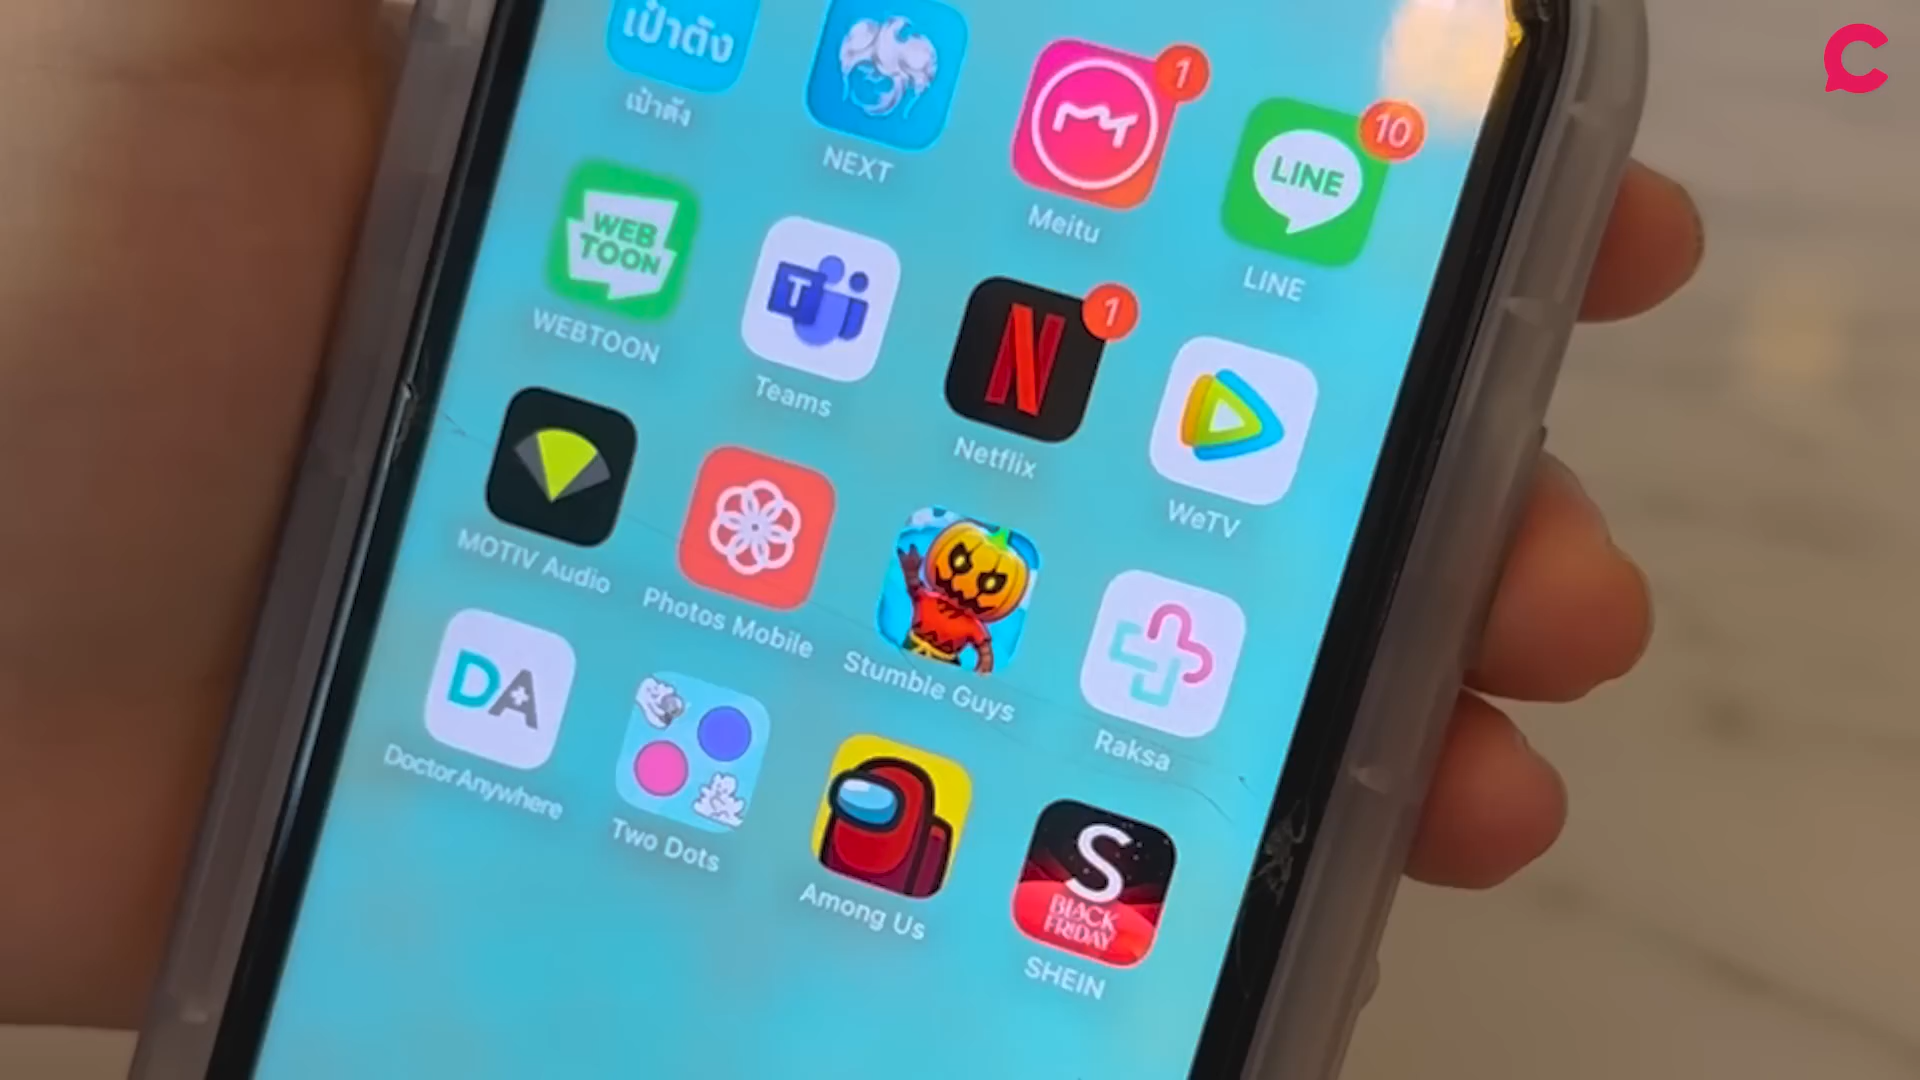 เป๋าตัง
เป๋าตัง
NEXT
1
Meitu
LINE
10
LINE
WEB
TOON
WEBTOON
T
Teams
N
1
Netflix
WeTV
MOTIV Audio
Photos Mobile
Stumble Guys
Raksa
DA
DoctorAnywhere
Two Dots
Among Us
S
BLACK
FRIDAY
SHEIN
C